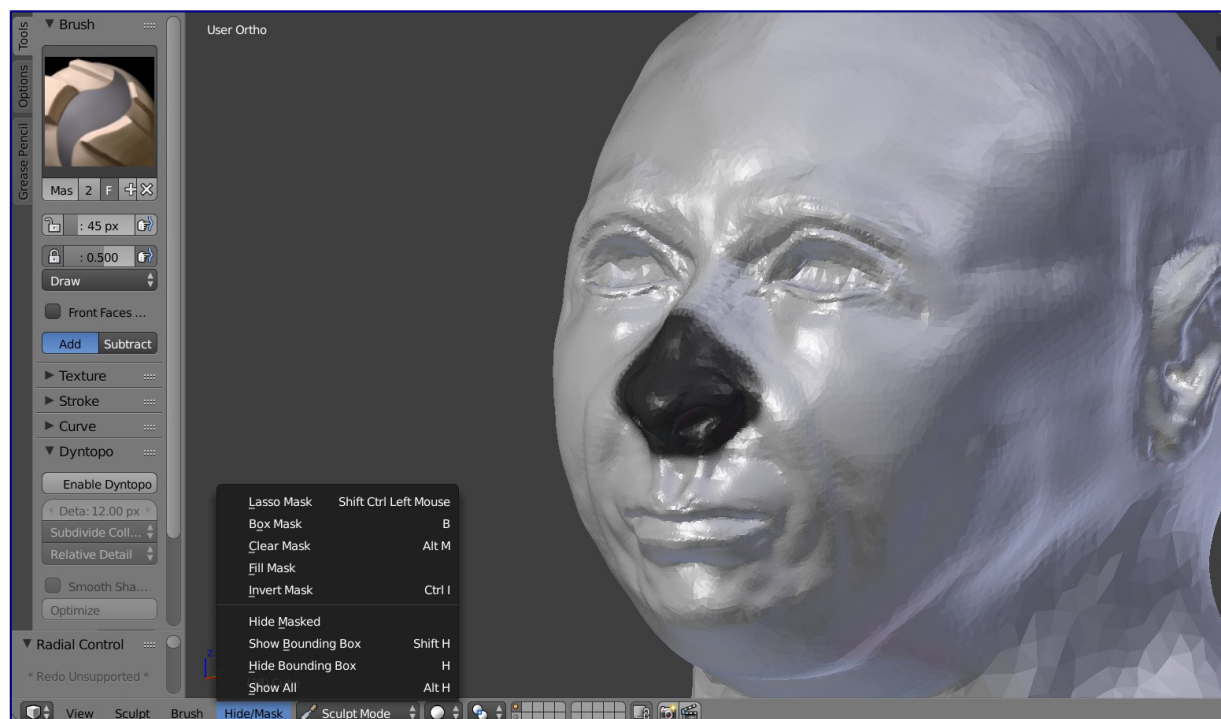 Tools
Options
Grease Pencil
Brush
Mas 2 F
: 45 px
: 0.500
Draw
Front Faces ...
Add Subtract
Texture
Stroke
Curve
Dyntopo
Enable Dyntopo
Deta: 12.00 px
Subdivide Coll...
Relative Detail
Smooth Sha...
Optimize
Radial Control
* Redo Unsupported *
User Ortho
Lasso Mask Shift Ctrl Left Mouse
Box Mask B
Clear Mask Alt M
Fill Mask
Invert Mask Ctrl I
Hide Masked
Show Bounding Box Shift H
Hide Bounding Box H
Show All Alt H
z
View Sculpt Brush Hide/Mask Sculpt Mode